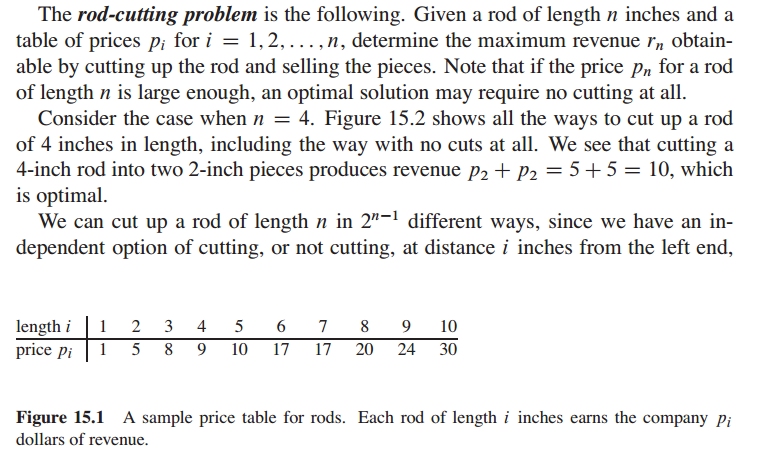 The rod-cutting problem is the following. Given a rod of length n inches and a
table of prices pᵢ for i = 1, 2, . . . , n, determine the maximum revenue rₙ obtain-
able by cutting up the rod and selling the pieces. Note that if the price pₙ for a rod
of length n is large enough, an optimal solution may require no cutting at all.
Consider the case when n = 4. Figure 15.2 shows all the ways to cut up a rod
of 4 inches in length, including the way with no cuts at all. We see that cutting a
4-inch rod into two 2-inch pieces produces revenue p₂ + p₂ = 5 + 5 = 10, which
is optimal.
We can cut up a rod of length n in 2ⁿ⁻¹ different ways, since we have an in-
dependent option of cutting, or not cutting, at distance i inches from the left end,
length i | 1 2 3 4 5 6 7 8 9 10
price pᵢ | 1 5 8 9 10 17 17 20 24 30
Figure 15.1 A sample price table for rods. Each rod of length i inches earns the company pᵢ
dollars of revenue.